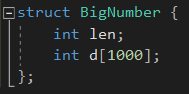 struct BigNumber {
    int len;
    int d[1000];
};